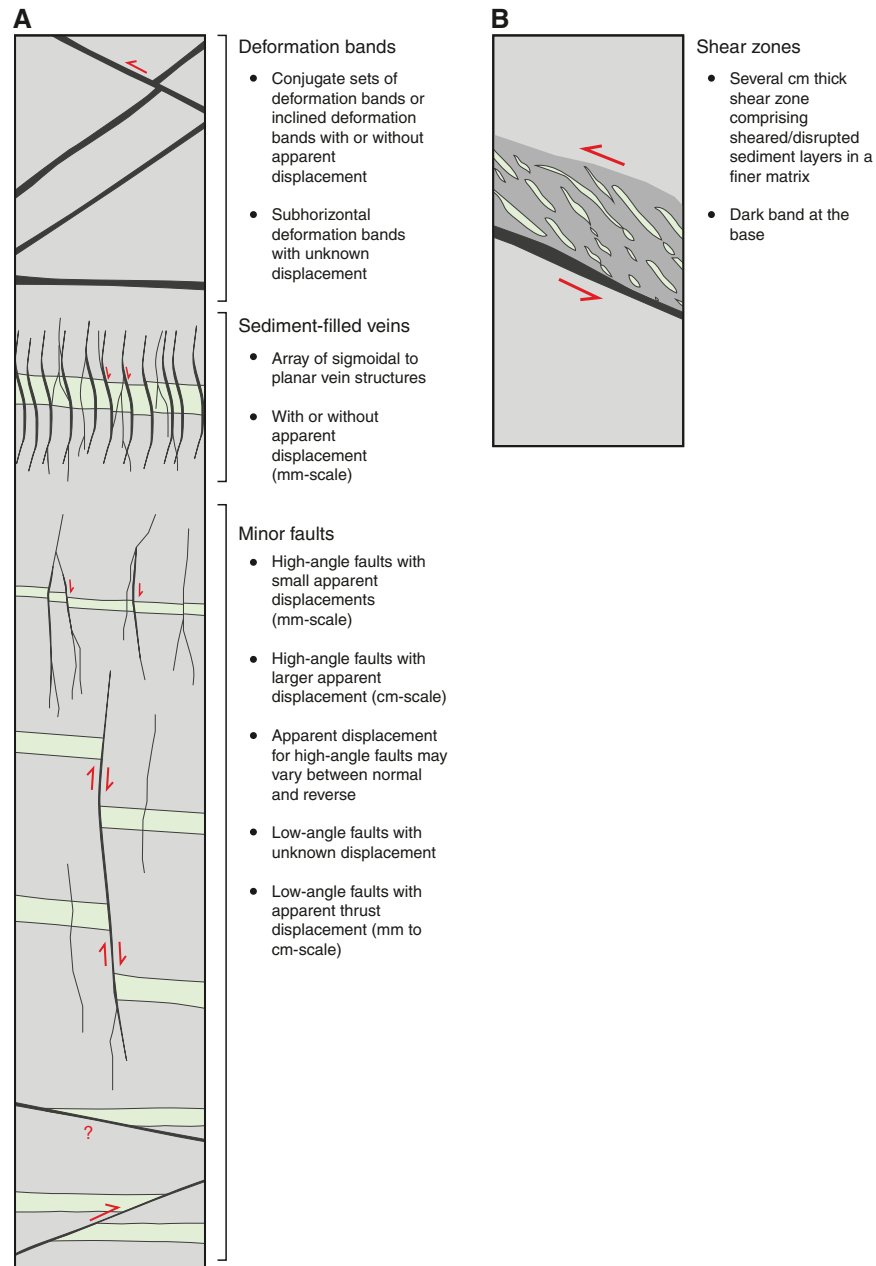 A
Deformation bands
• Conjugate sets of
deformation bands or
inclined deformation
bands with or without
apparent
displacement
• Subhorizontal
deformation bands
with unknown
displacement
Sediment-filled veins
• Array of sigmoidal to
planar vein structures
• With or without
apparent
displacement
(mm-scale)
Minor faults
• High-angle faults with
small apparent
displacements
(mm-scale)
• High-angle faults with
larger apparent
displacement (cm-scale)
• Apparent displacement
for high-angle faults may
vary between normal
and reverse
• Low-angle faults with
unknown displacement
• Low-angle faults with
apparent thrust
displacement (mm to
cm-scale)
?
B
Shear zones
• Several cm thick
shear zone
comprising
sheared/disrupted
sediment layers in a
finer matrix
• Dark band at the
base